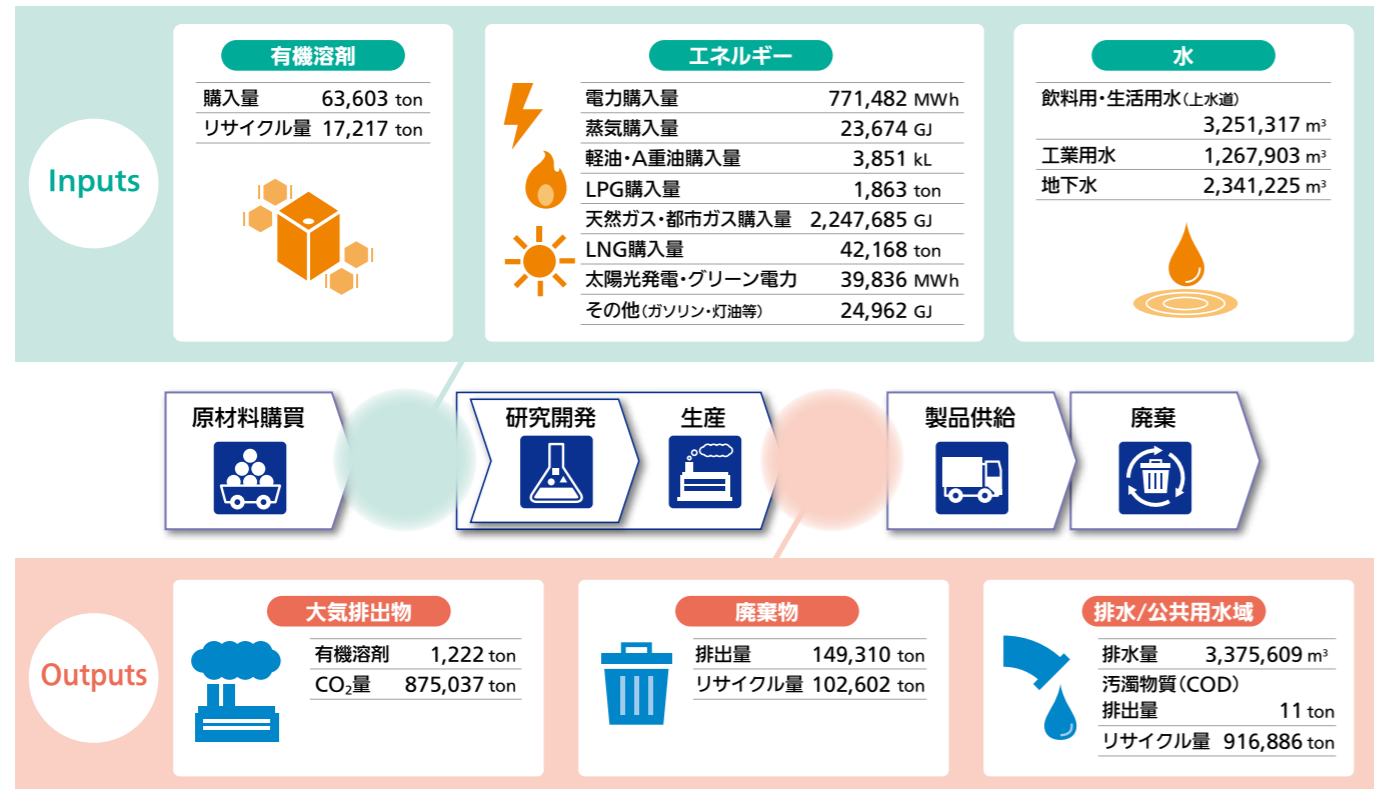 Inputs
有機溶剤
購入量 63,603 ton
リサイクル量 17,217 ton
エネルギー
電力購入量 771,482 MWh
蒸気購入量 23,674 GJ
軽油・A重油購入量 3,851 kL
LPG購入量 1,863 ton
天然ガス・都市ガス購入量 2,247,685 GJ
LNG購入量 42,168 ton
太陽光発電・グリーン電力 39,836 MWh
その他(ガソリン・灯油等) 24,962 GJ
水
飲料用・生活用水(上水道)
3,251,317 m³
工業用水 1,267,903 m³
地下水 2,341,225 m³
原材料購買
研究開発
生産
製品供給
廃棄
Outputs
大気排出物
有機溶剤 1,222 ton
CO₂量 875,037 ton
廃棄物
排出量 149,310 ton
リサイクル量 102,602 ton
排水/公共用水域
排水量 3,375,609 m³
汚濁物質(COD)
排出量 11 ton
リサイクル量 916,886 ton